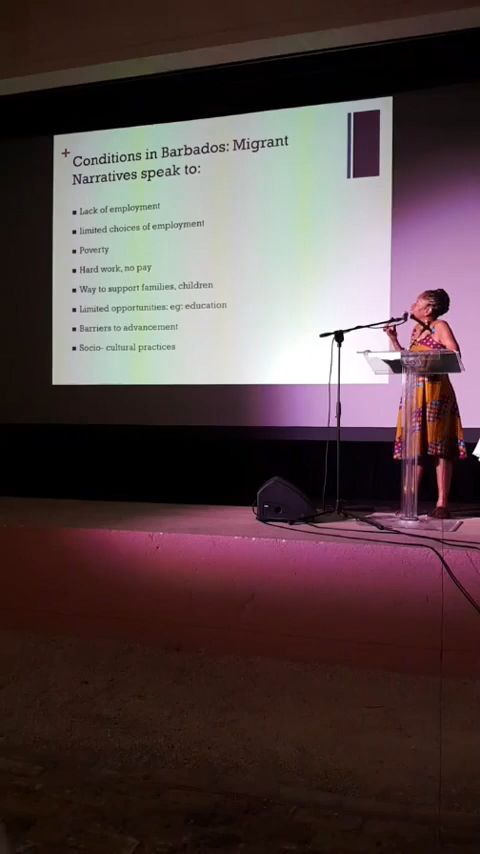 + Conditions in Barbados: Migrant
Narratives speak to:
■ Lack of employment
■ limited choices of employment
■ Poverty
■ Hard work, no pay
■ Way to support families, children
■ Limited opportunities: eg: education
■ Barriers to advancement
■ Socio- cultural practices